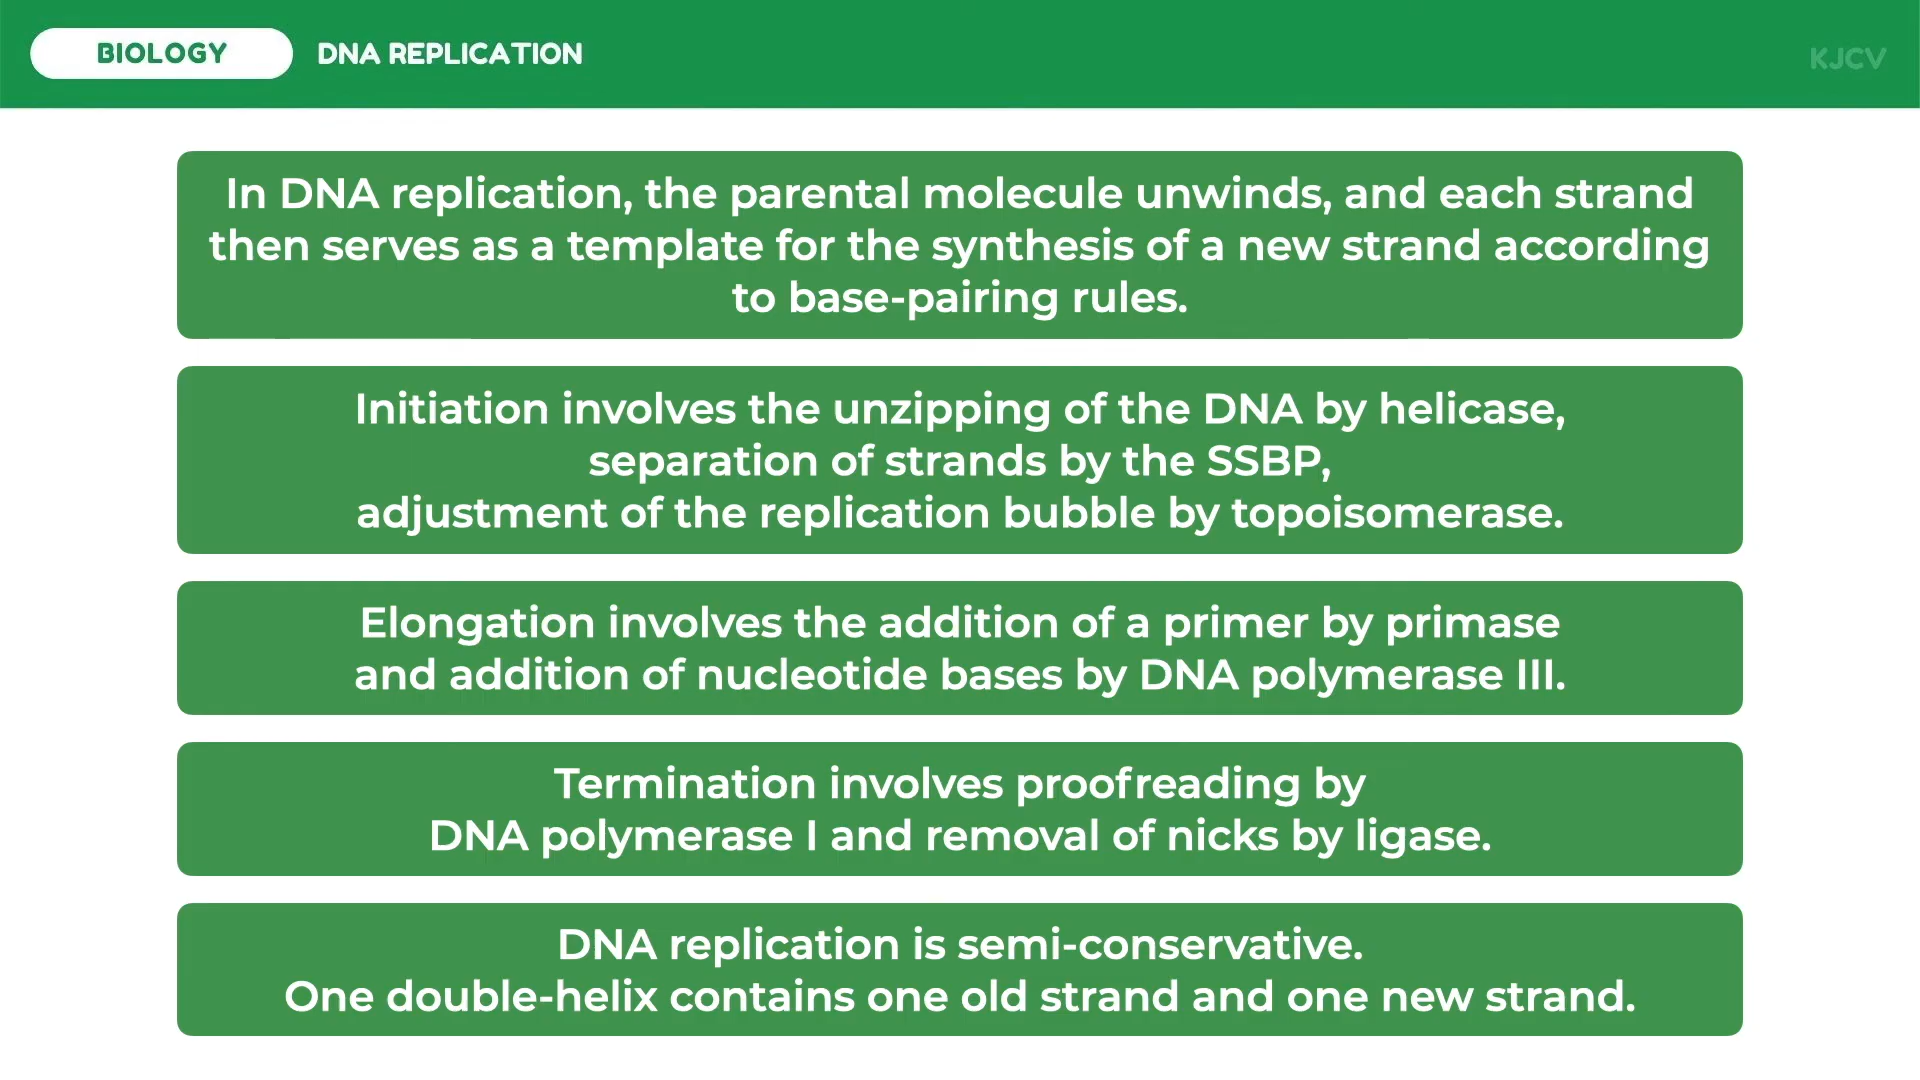 BIOLOGY
DNA REPLICATION
KJCV
In DNA replication, the parental molecule unwinds, and each strand
then serves as a template for the synthesis of a new strand according
to base-pairing rules.
Initiation involves the unzipping of the DNA by helicase,
separation of strands by the SSBP,
adjustment of the replication bubble by topoisomerase.
Elongation involves the addition of a primer by primase
and addition of nucleotide bases by DNA polymerase III.
Termination involves proofreading by
DNA polymerase I and removal of nicks by ligase.
DNA replication is semi-conservative.
One double-helix contains one old strand and one new strand.